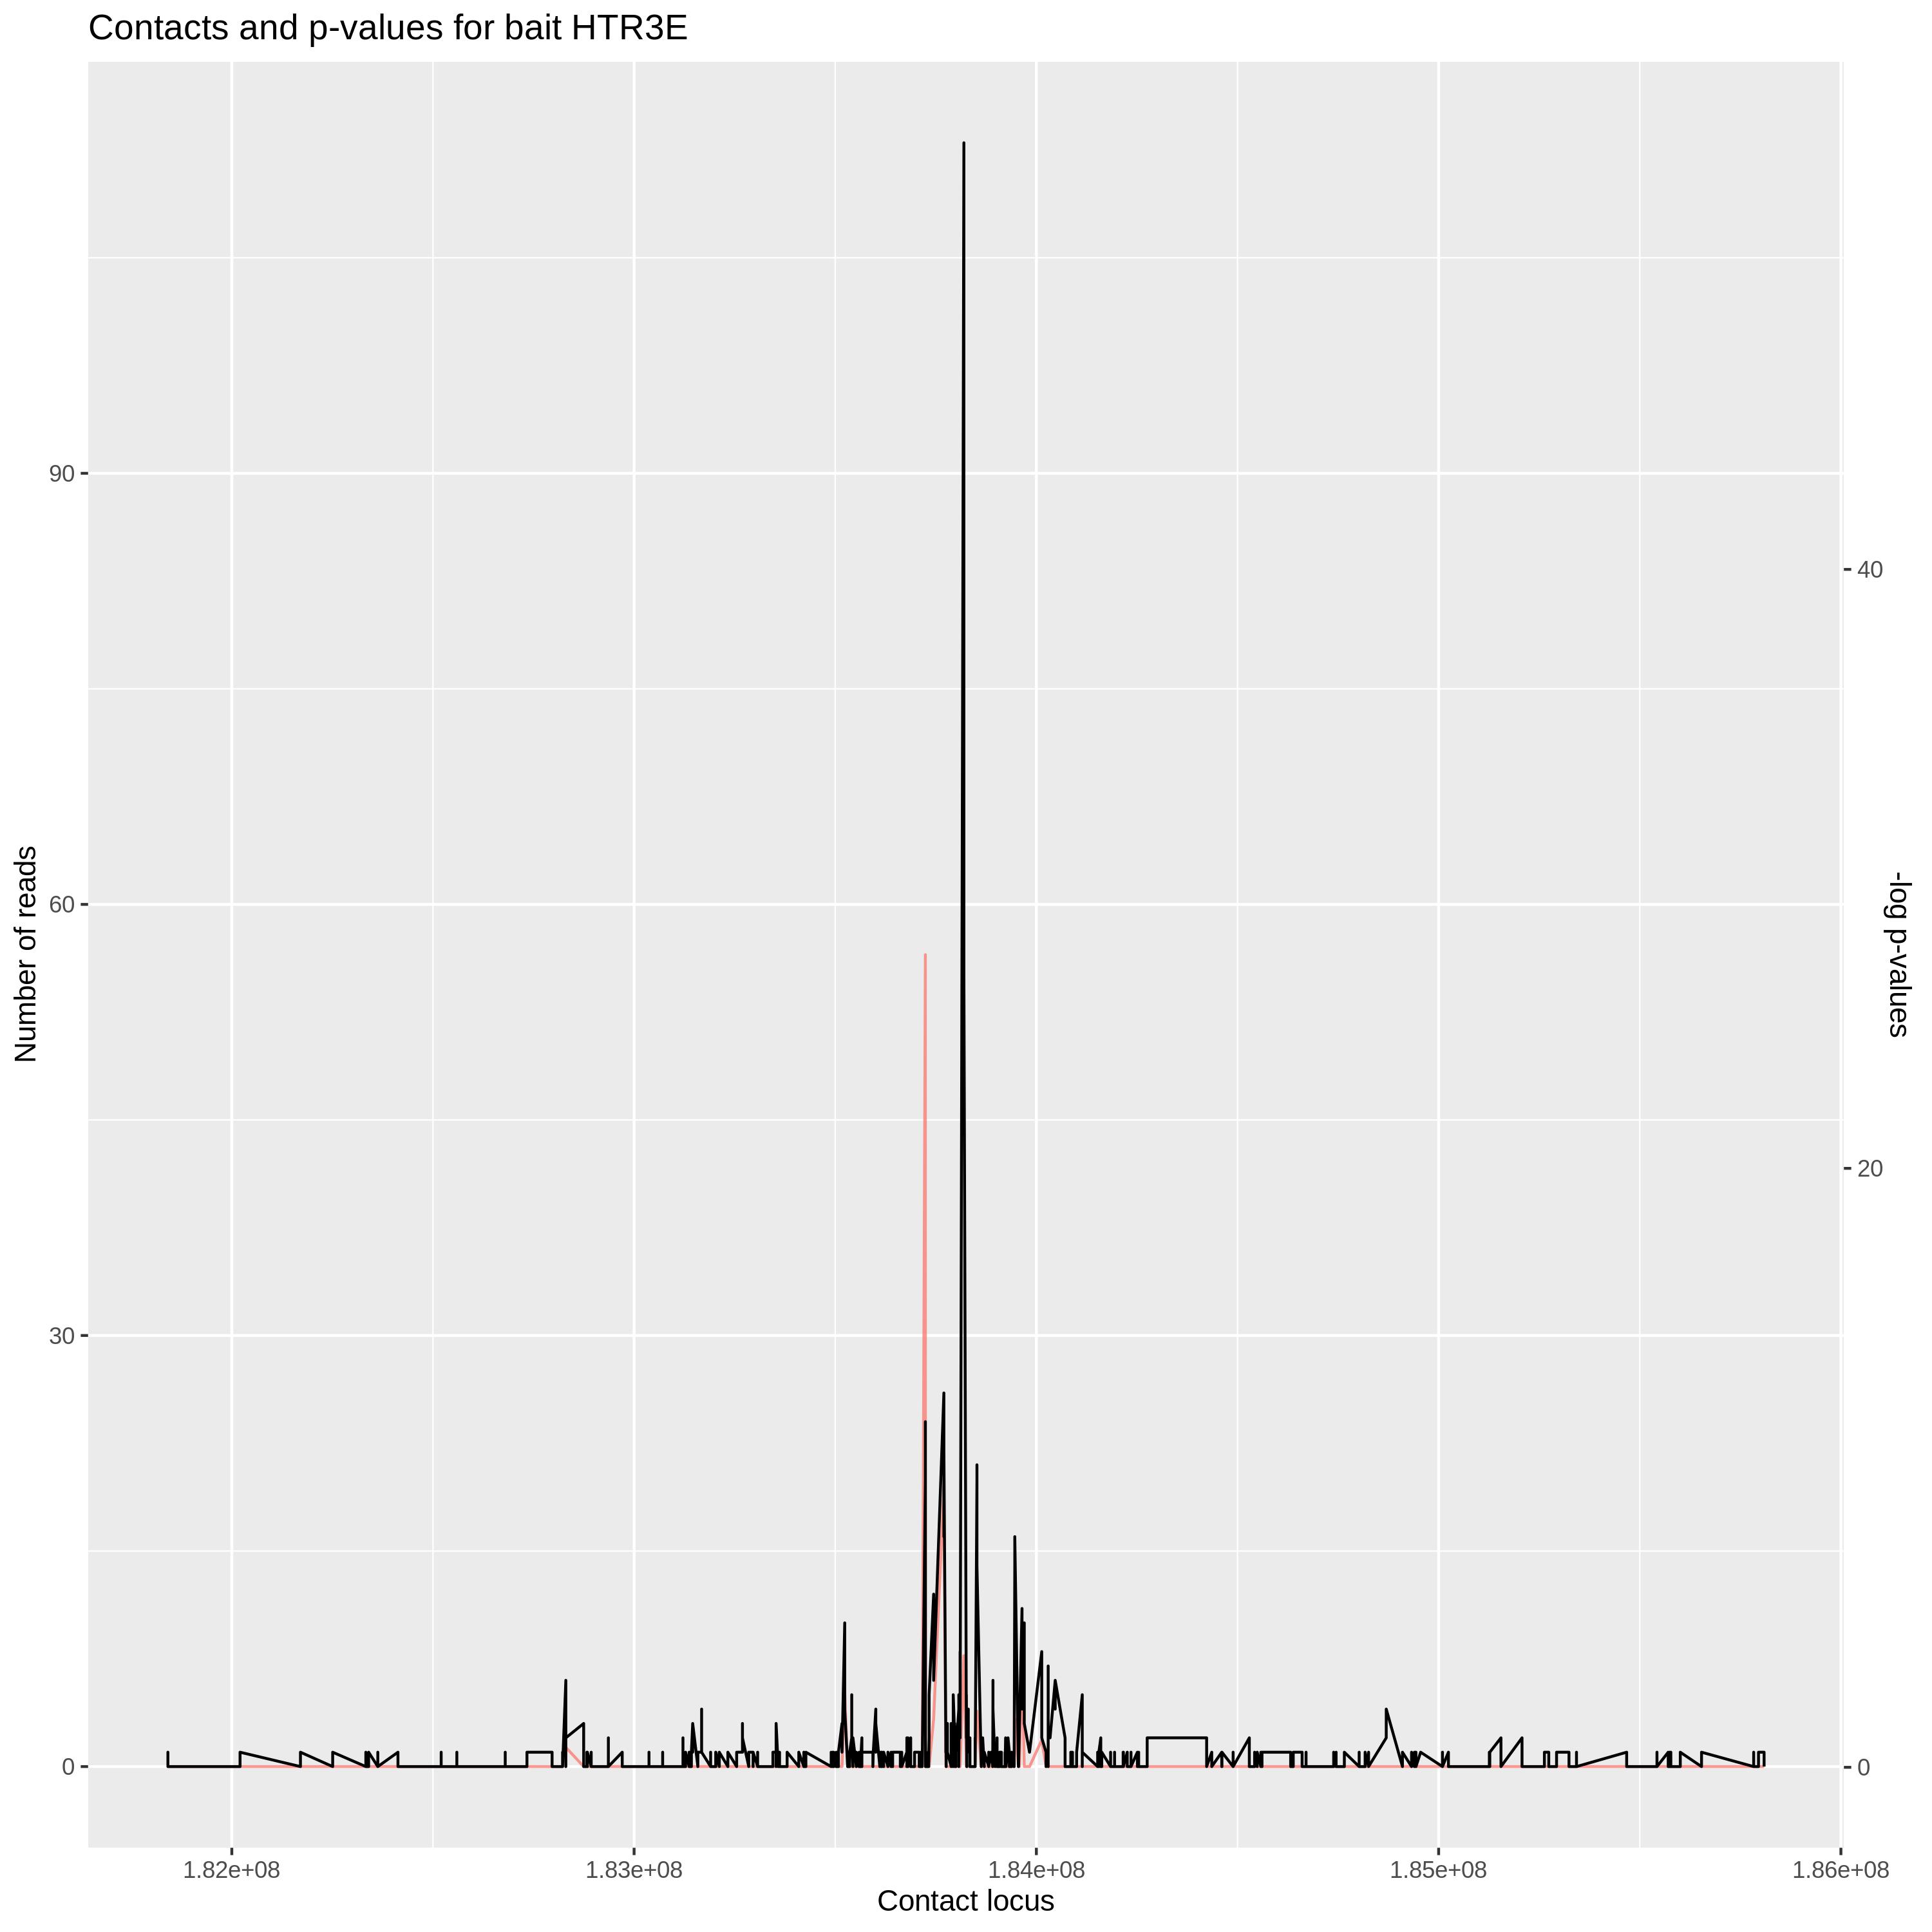 Contacts and p-values for bait HTR3E
90
60
30
0
40
20
0
Number of reads
-log p-values
1.82e+08
1.83e+08
1.84e+08
1.85e+08
1.86e+08
Contact locus